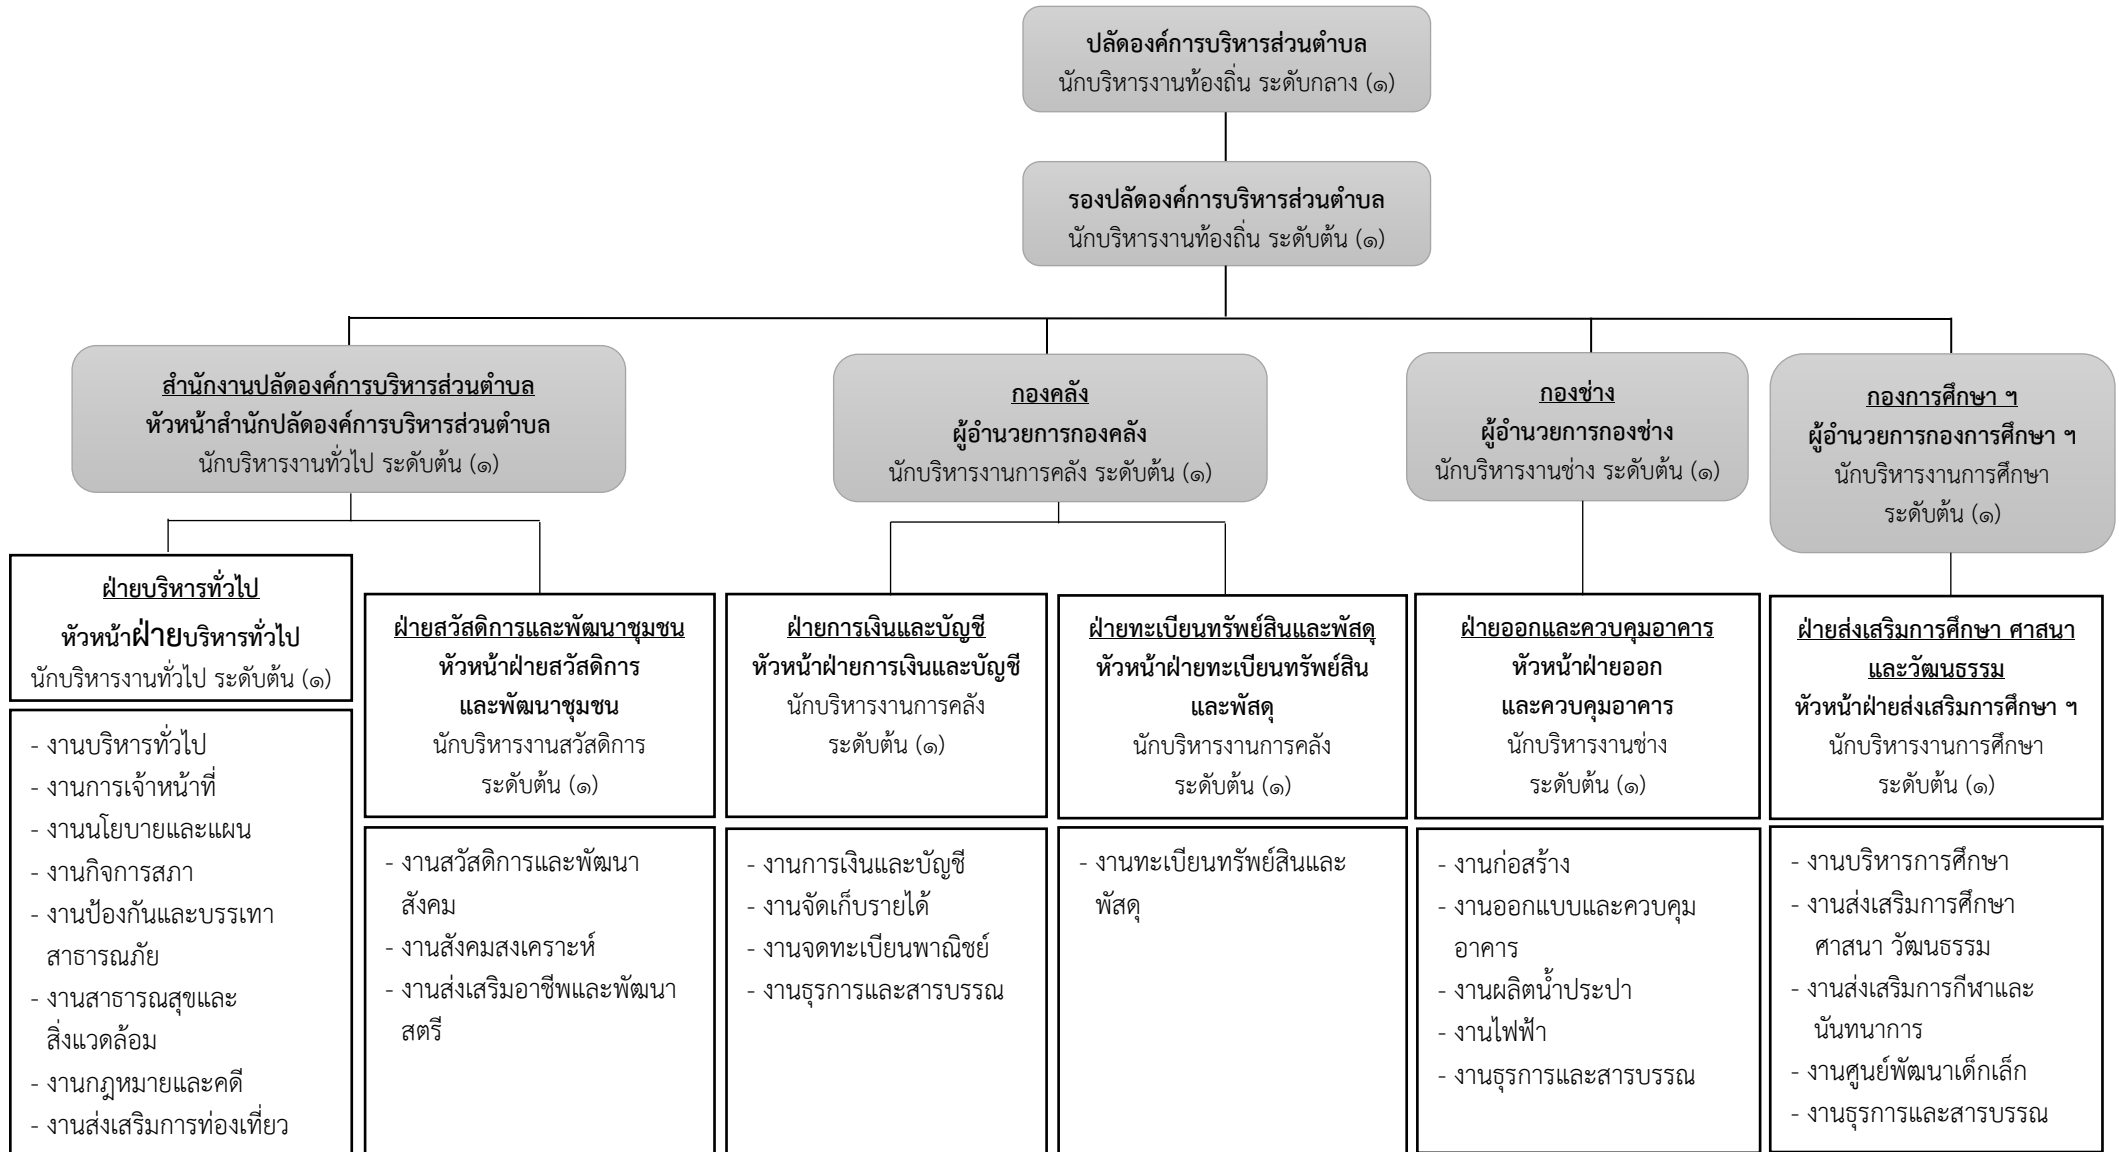 ปลัดองค์การบริหารส่วนตำบล
นักบริหารงานท้องถิ่น ระดับกลาง (๑)
รองปลัดองค์การบริหารส่วนตำบล
นักบริหารงานท้องถิ่น ระดับต้น (๑)
สำนักงานปลัดองค์การบริหารส่วนตำบล
หัวหน้าสำนักปลัดองค์การบริหารส่วนตำบล
นักบริหารงานทั่วไป ระดับต้น (๑)
กองคลัง
ผู้อำนวยการกองคลัง
นักบริหารงานการคลัง ระดับต้น (๑)
กองช่าง
ผู้อำนวยการกองช่าง
นักบริหารงานช่าง ระดับต้น (๑)
กองการศึกษา ฯ
ผู้อำนวยการกองการศึกษา ฯ
นักบริหารงานการศึกษา
ระดับต้น (๑)
ฝ่ายบริหารทั่วไป
หัวหน้าฝ่ายบริหารทั่วไป
นักบริหารงานทั่วไป ระดับต้น (๑)
- งานบริหารทั่วไป
- งานการเจ้าหน้าที่
- งานนโยบายและแผน
- งานกิจการสภา
- งานป้องกันและบรรเทา
สาธารณภัย
- งานสาธารณสุขและ
สิ่งแวดล้อม
- งานกฎหมายและคดี
- งานส่งเสริมการท่องเที่ยว
ฝ่ายสวัสดิการและพัฒนาชุมชน
หัวหน้าฝ่ายสวัสดิการ
และพัฒนาชุมชน
นักบริหารงานสวัสดิการ
ระดับต้น (๑)
- งานสวัสดิการและพัฒนา
สังคม
- งานสังคมสงเคราะห์
- งานส่งเสริมอาชีพและพัฒนา
สตรี
ฝ่ายการเงินและบัญชี
หัวหน้าฝ่ายการเงินและบัญชี
นักบริหารงานการคลัง
ระดับต้น (๑)
- งานการเงินและบัญชี
- งานจัดเก็บรายได้
- งานจดทะเบียนพาณิชย์
- งานธุรการและสารบรรณ
ฝ่ายทะเบียนทรัพย์สินและพัสดุ
หัวหน้าฝ่ายทะเบียนทรัพย์สิน
และพัสดุ
นักบริหารงานการคลัง
ระดับต้น (๑)
- งานทะเบียนทรัพย์สินและ
พัสดุ
ฝ่ายออกและควบคุมอาคาร
หัวหน้าฝ่ายออก
และควบคุมอาคาร
นักบริหารงานช่าง
ระดับต้น (๑)
- งานก่อสร้าง
- งานออกแบบและควบคุม
อาคาร
- งานผลิตน้ำประปา
- งานไฟฟ้า
- งานธุรการและสารบรรณ
ฝ่ายส่งเสริมการศึกษา ศาสนา
และวัฒนธรรม
หัวหน้าฝ่ายส่งเสริมการศึกษา ฯ
นักบริหารงานการศึกษา
ระดับต้น (๑)
- งานบริหารการศึกษา
- งานส่งเสริมการศึกษา
ศาสนา วัฒนธรรม
- งานส่งเสริมการกีฬาและ
นันทนาการ
- งานศูนย์พัฒนาเด็กเล็ก
- งานธุรการและสารบรรณ